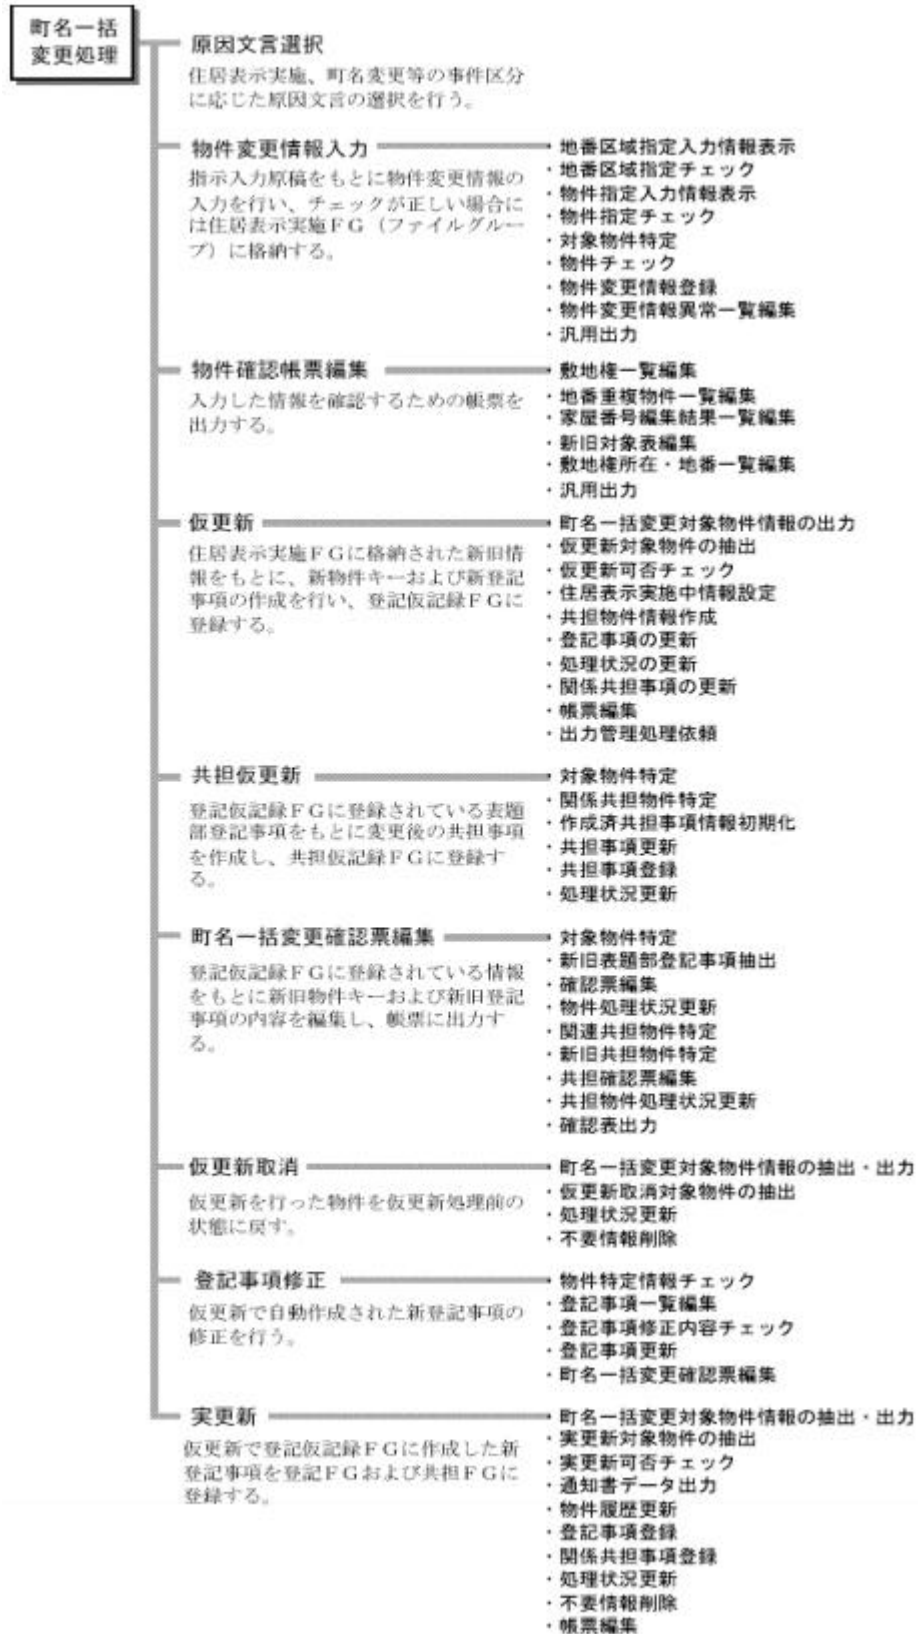 町名一括
変更処理
原因文言選択
住居表示実施、町名変更等の事件区分
に応じた原因文言の選択を行う。
物件変更情報入力
指示入力原稿をもとに物件変更情報の
入力を行い、チェックが正しい場合に
は住居表示実施FG（ファイルグルー
プ）に格納する。
・地番区域指定入力情報表示
・地番区域指定チェック
・物件指定入力情報表示
・物件指定チェック
・対象物件特定
・物件チェック
・物件変更情報登録
・物件変更情報異常一覧編集
・汎用出力
物件確認帳票編集
入力した情報を確認するための帳票を
出力する。
・敷地権一覧編集
・地番重複物件一覧編集
・家屋番号編集結果一覧編集
・新旧対象表編集
・敷地権所在・地番一覧編集
・汎用出力
仮更新
住居表示実施FGに格納された新旧情
報をもとに、新物件キーおよび新登記
事項の作成を行い、登記仮記録FGに
登録する。
・町名一括変更対象物件情報の出力
・仮更新対象物件の抽出
・仮更新可否チェック
・住居表示実施中情報設定
・共担物件情報作成
・登記事項の更新
・処理状況の更新
・関係共担事項の更新
・帳票編集
・出力管理処理依頼
共担仮更新
登記仮記録FGに登録されている表題
部登記事項をもとに変更後の共担事項
を作成し、共担仮記録FGに登録す
る。
・対象物件特定
・関係共担物件特定
・作成済共担事項情報初期化
・共担事項更新
・共担事項登録
・処理状況更新
町名一括変更確認票編集
登記仮記録FGに登録されている情報
をもとに新旧物件キーおよび新旧登記
事項の内容を編集し、帳票に出力す
る。
・対象物件特定
・新旧表題部登記事項抽出
・確認票編集
・物件処理状況更新
・関連共担物件特定
・新旧共担物件特定
・共担確認票編集
・共担物件処理状況更新
・確認表出力
仮更新取消
仮更新を行った物件を仮更新処理前の
状態に戻す。
・町名一括変更対象物件情報の抽出・出力
・仮更新取消対象物件の抽出
・処理状況更新
・不要情報削除
登記事項修正
仮更新で自動作成された新登記事項の
修正を行う。
・物件特定情報チェック
・登記事項一覧編集
・登記事項修正内容チェック
・登記事項更新
・町名一括変更確認票編集
実更新
仮更新で登記仮記録FGに作成した新
登記事項を登記FGおよび共担FGに
登録する。
・町名一括変更対象物件情報の抽出・出力
・実更新対象物件の抽出
・実更新可否チェック
・通知書データ出力
・物件履歴更新
・登記事項登録
・関係共担事項登録
・処理状況更新
・不要情報削除
・帳票編集